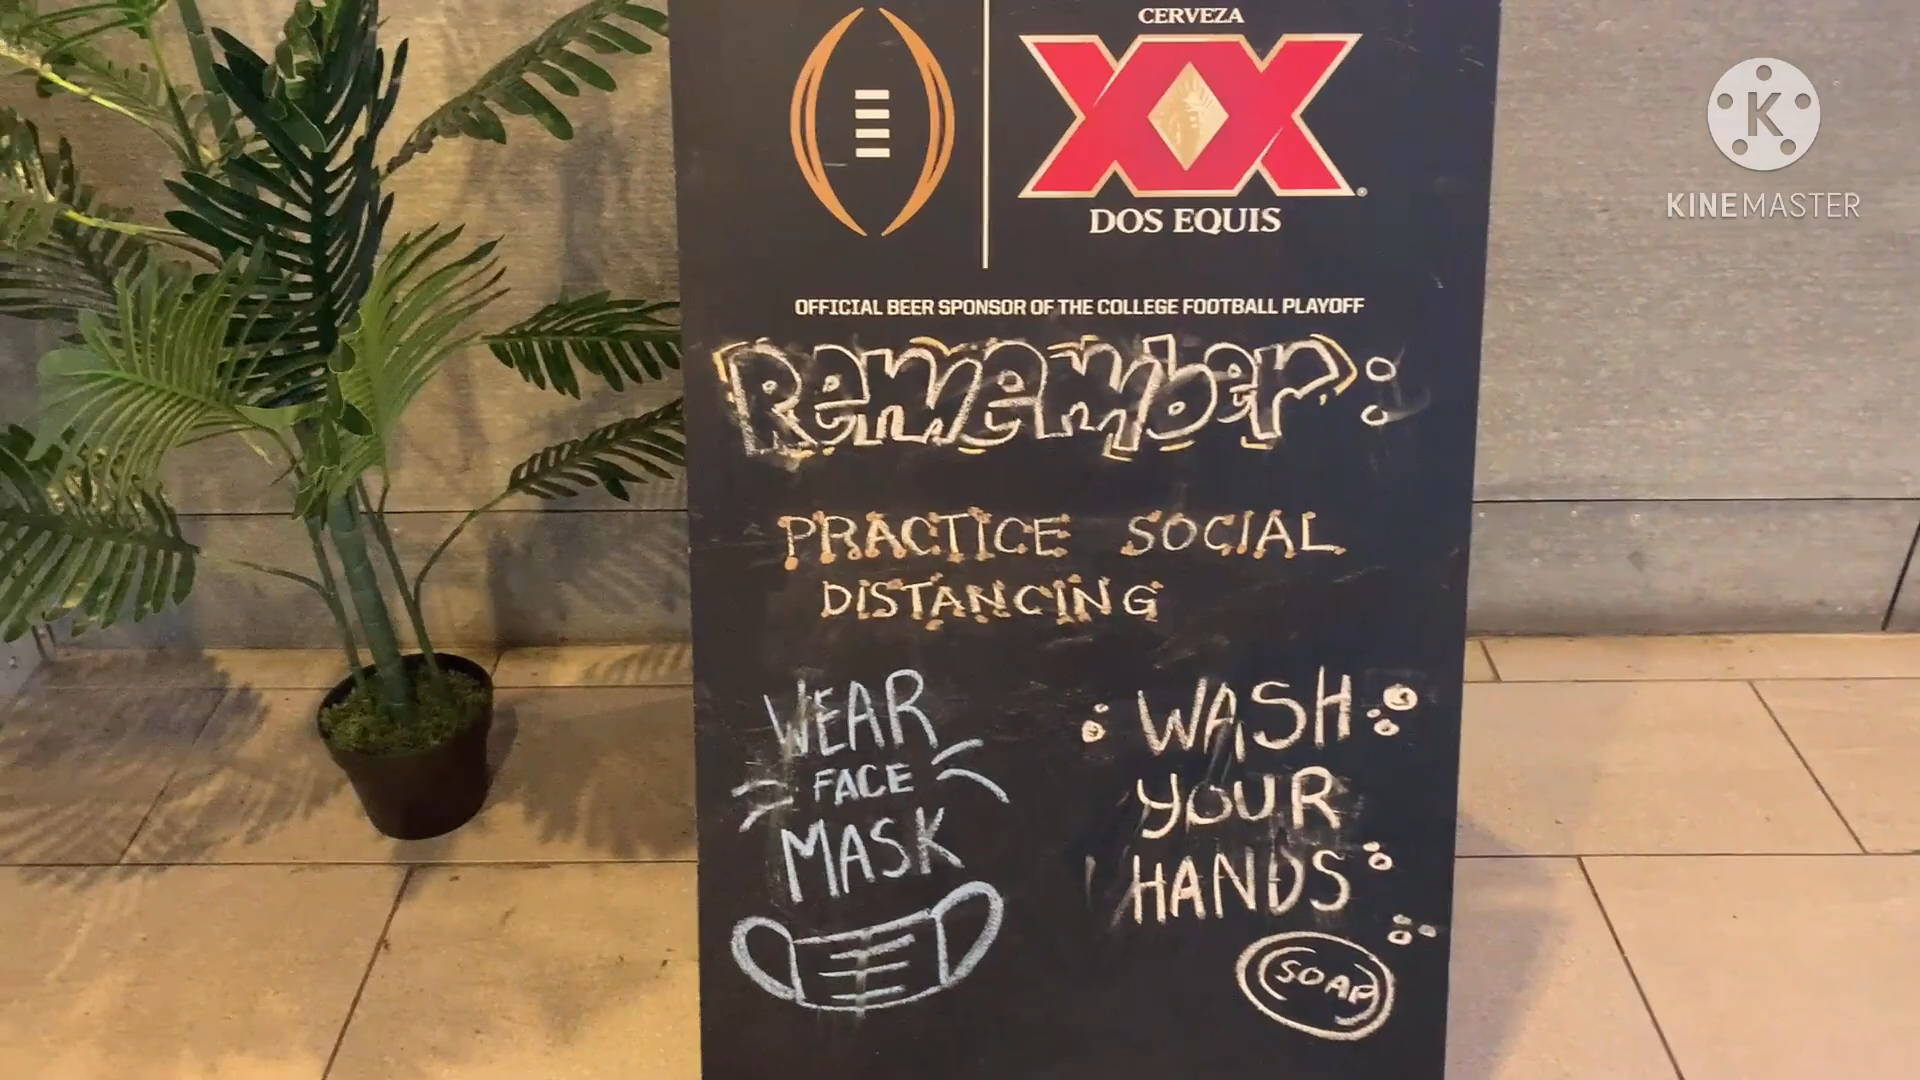 CERVEZA
XX
DOS EQUIS
OFFICIAL BEER SPONSOR OF THE COLLEGE FOOTBALL PLAYOFF
Remember:
PRACTICE SOCIAL
DISTANCING
WEAR
FACE
MASK
WASH
YOUR
HANDS
SOAP
K
KINEMASTER